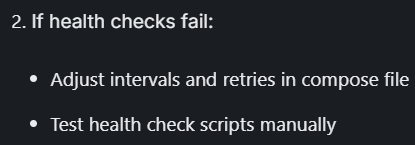 2. If health checks fail:
• Adjust intervals and retries in compose file
• Test health check scripts manually